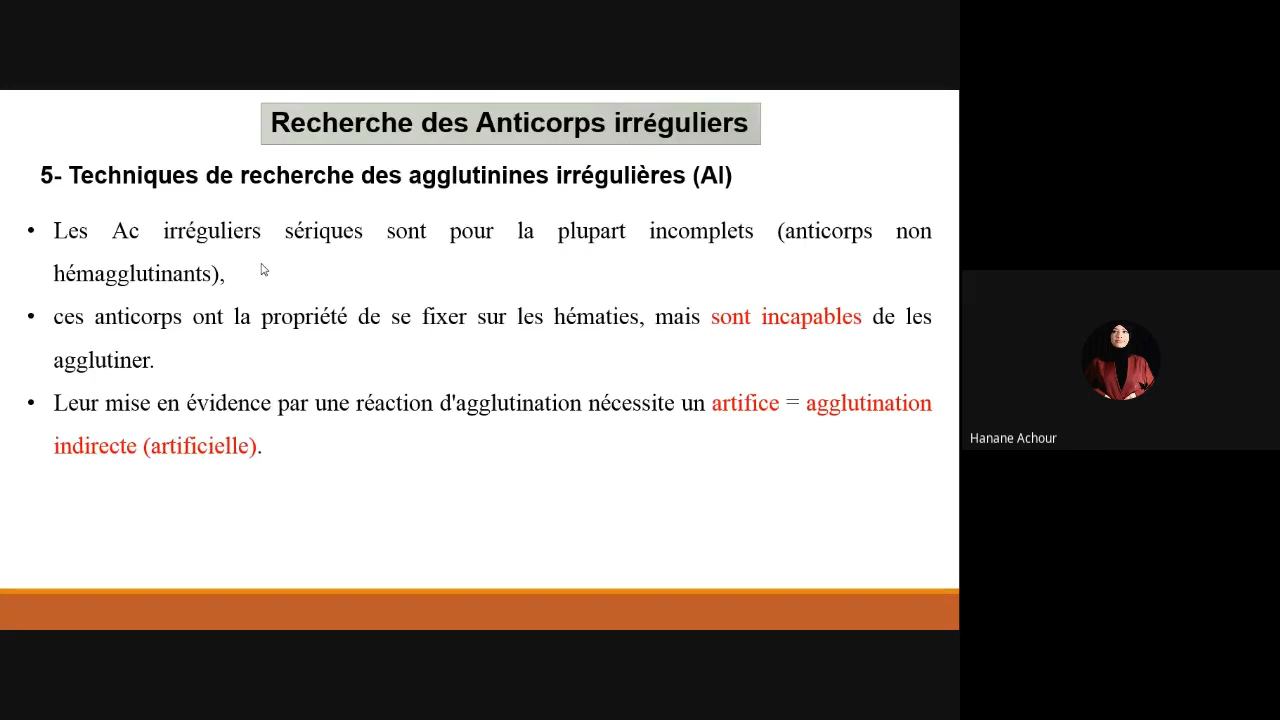 Recherche des Anticorps irréguliers
5- Techniques de recherche des agglutinines irrégulières (AI)
• Les Ac irréguliers sériques sont pour la plupart incomplets (anticorps non
hémagglutinants),
• ces anticorps ont la propriété de se fixer sur les hématies, mais sont incapables de les
agglutiner.
• Leur mise en évidence par une réaction d'agglutination nécessite un artifice = agglutination
indirecte (artificielle).
Hanane Achour